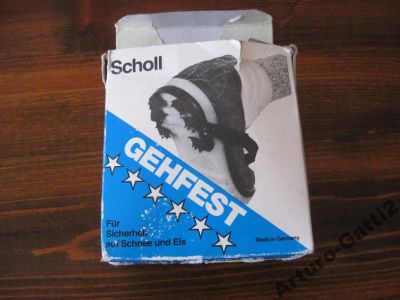 Scholl
GEHFEST
Für
Sicherheit
auf Schnee und Eis
Made in Germany
Arturo-Gatti2